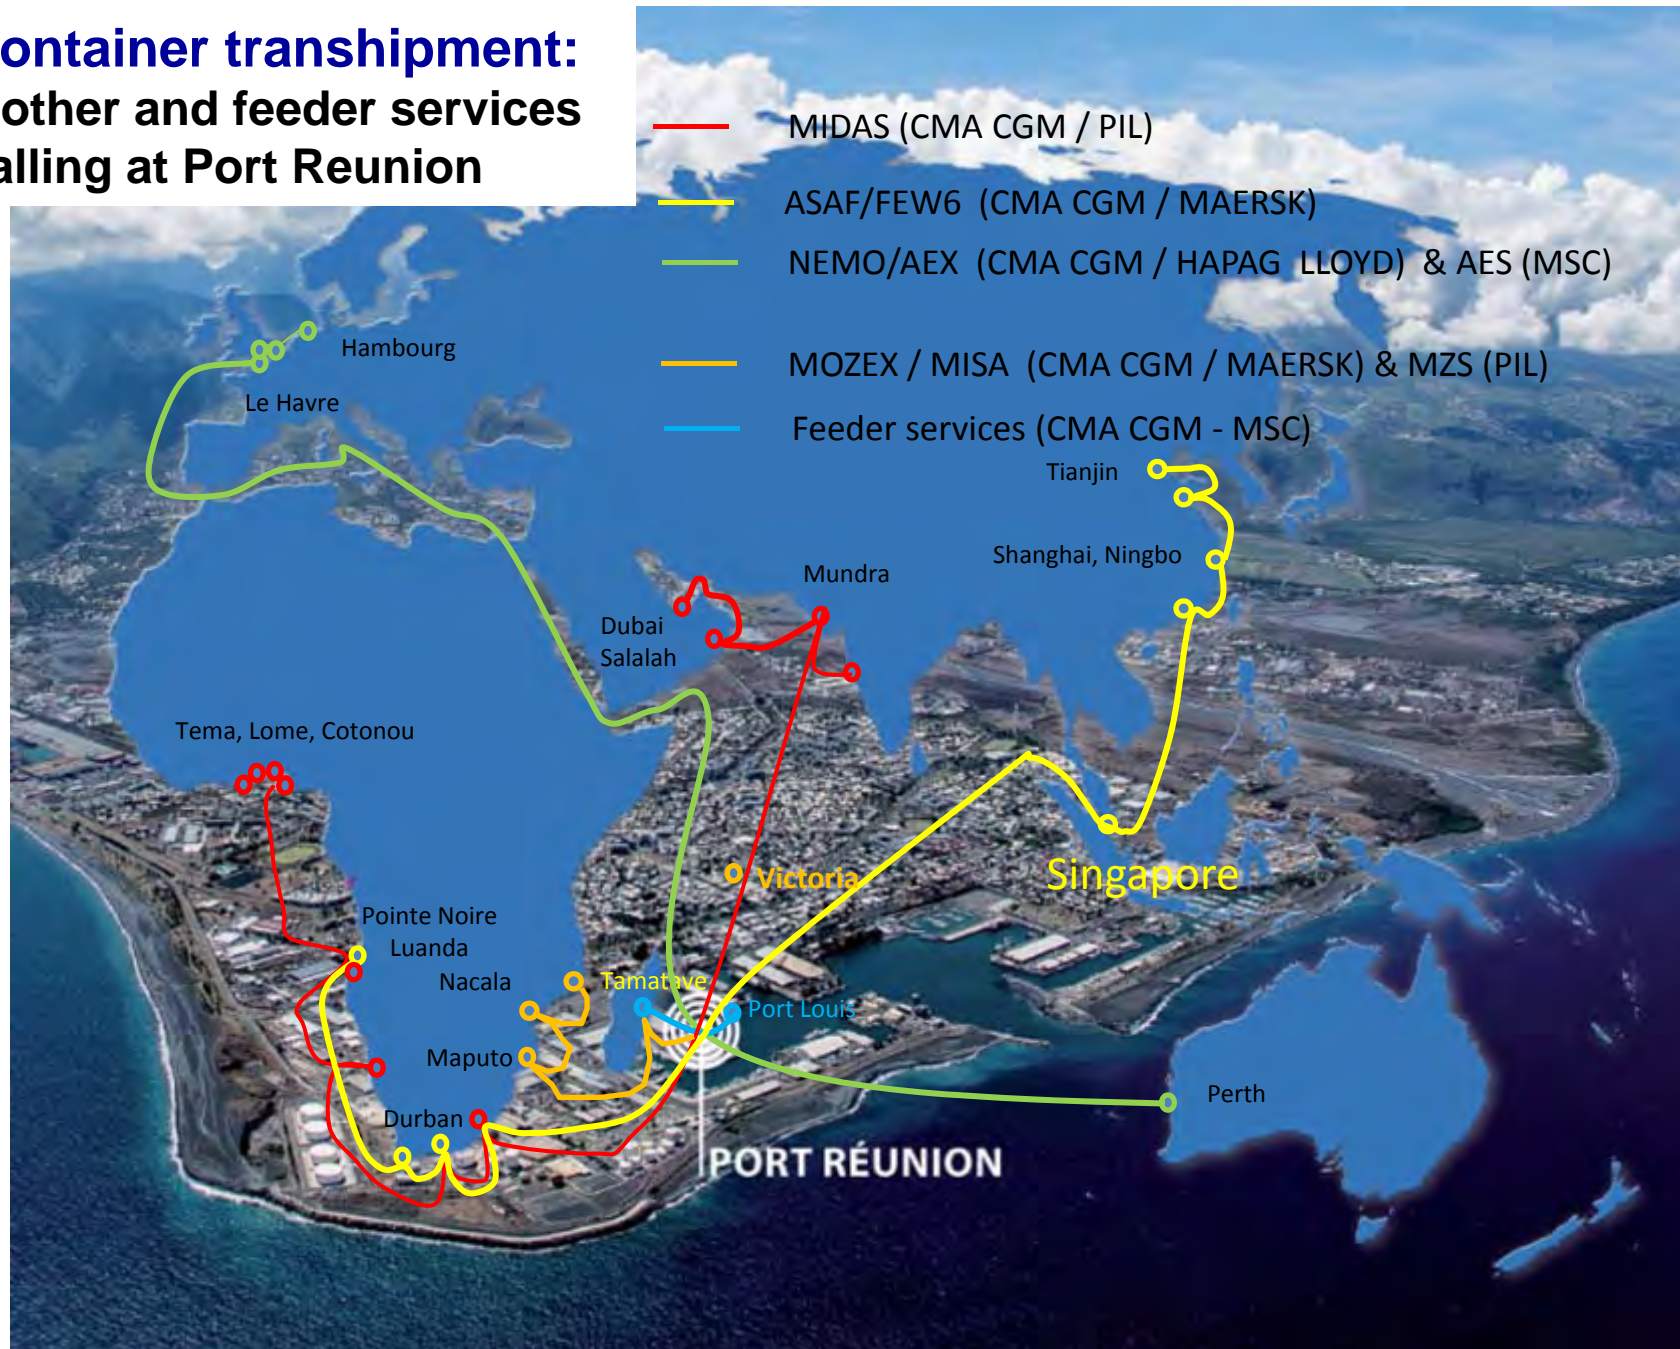 ontainer transhipment:
other and feeder services
alling at Port Reunion
MIDAS (CMA CGM / PIL)
ASAF/FEW6 (CMA CGM / MAERSK)
NEMO/AEX (CMA CGM / HAPAG LLOYD) & AES (MSC)
MOZEX / MISA (CMA CGM / MAERSK) & MZS (PIL)
Feeder services (CMA CGM - MSC)
Hambourg
Le Havre
Tianjin
Shanghai, Ningbo
Mundra
Dubai
Salalah
Tema, Lome, Cotonou
Victoria
Singapore
Pointe Noire
Luanda
Nacala
Tamatave
Port Louis
Maputo
Perth
Durban
PORT RÉUNION